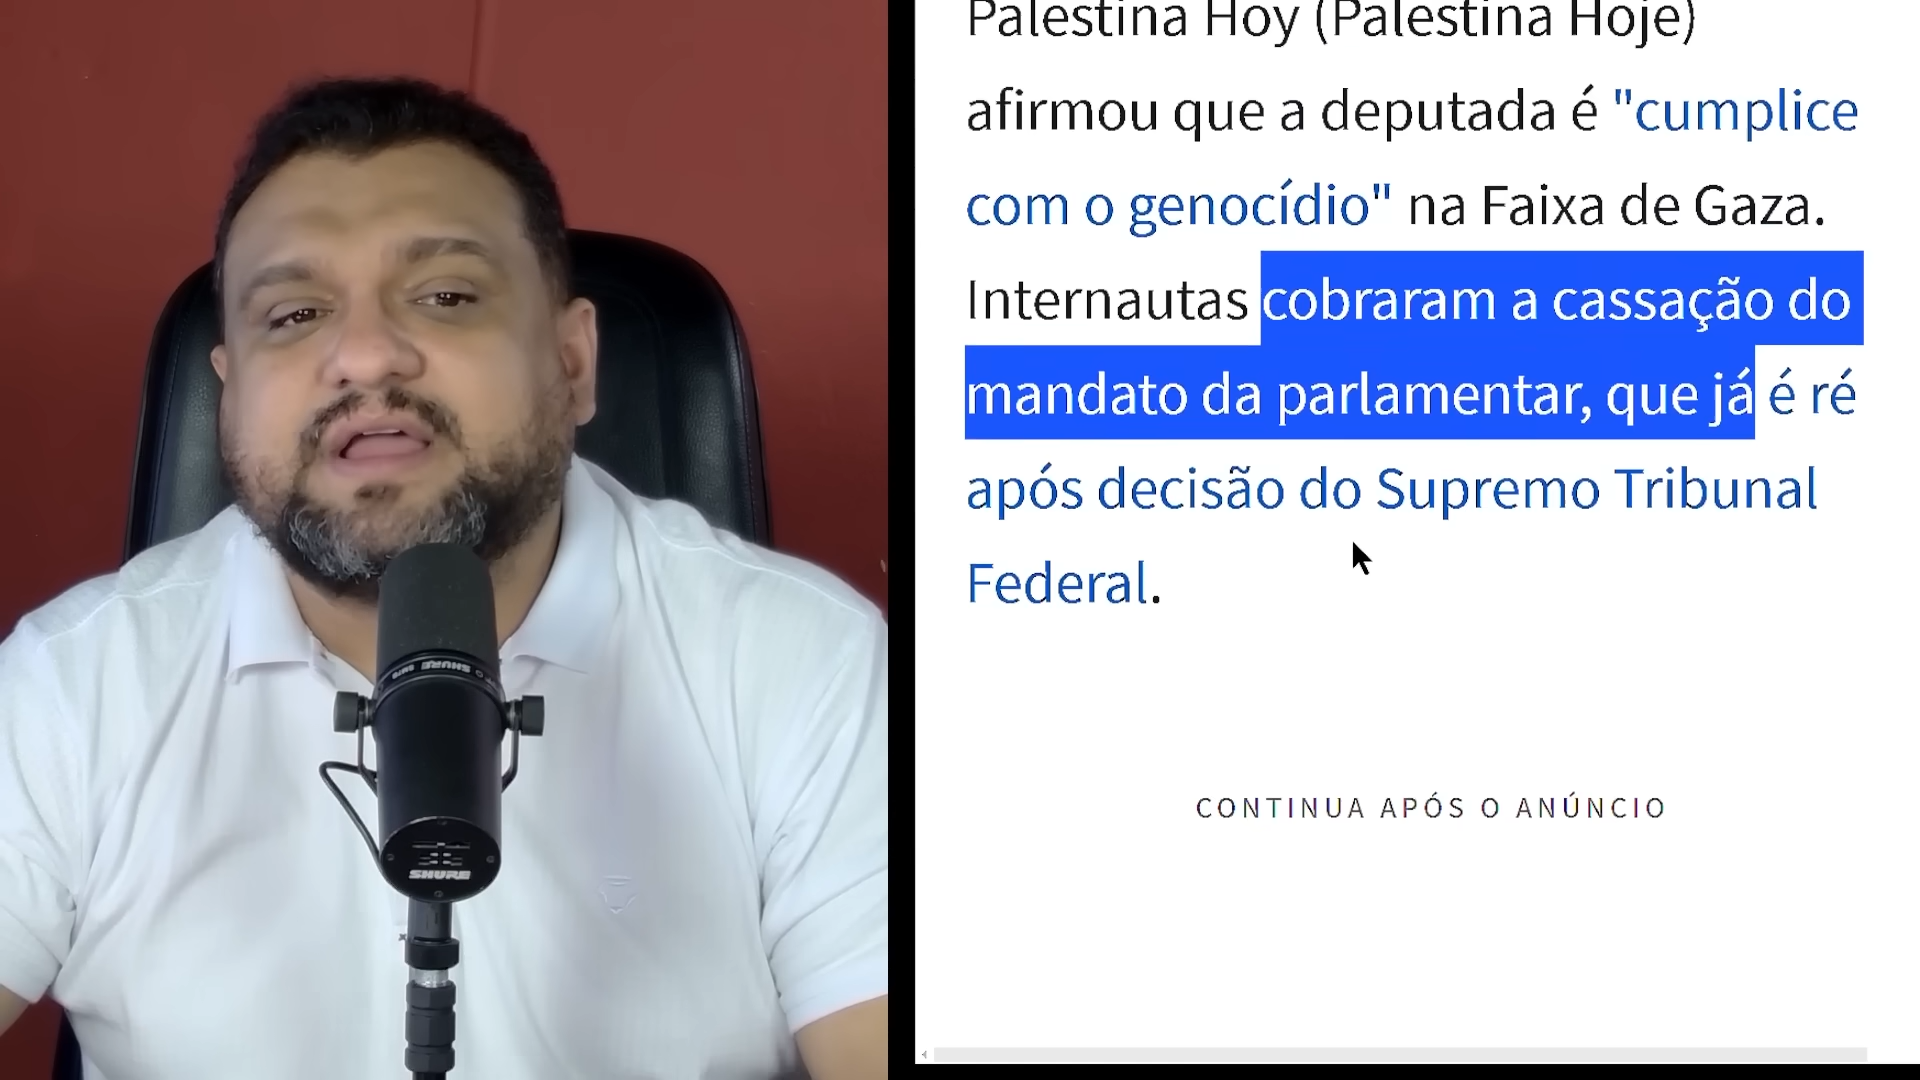 Palestina Hoy (Palestina Hoje)
afirmou que a deputada é "cumplice
com o genocídio" na Faixa de Gaza.
Internautas cobraram a cassação do
mandato da parlamentar, que já é ré
após decisão do Supremo Tribunal
Federal.
CONTINUA APÓS O ANÚNCIO
SHURE
SHURE